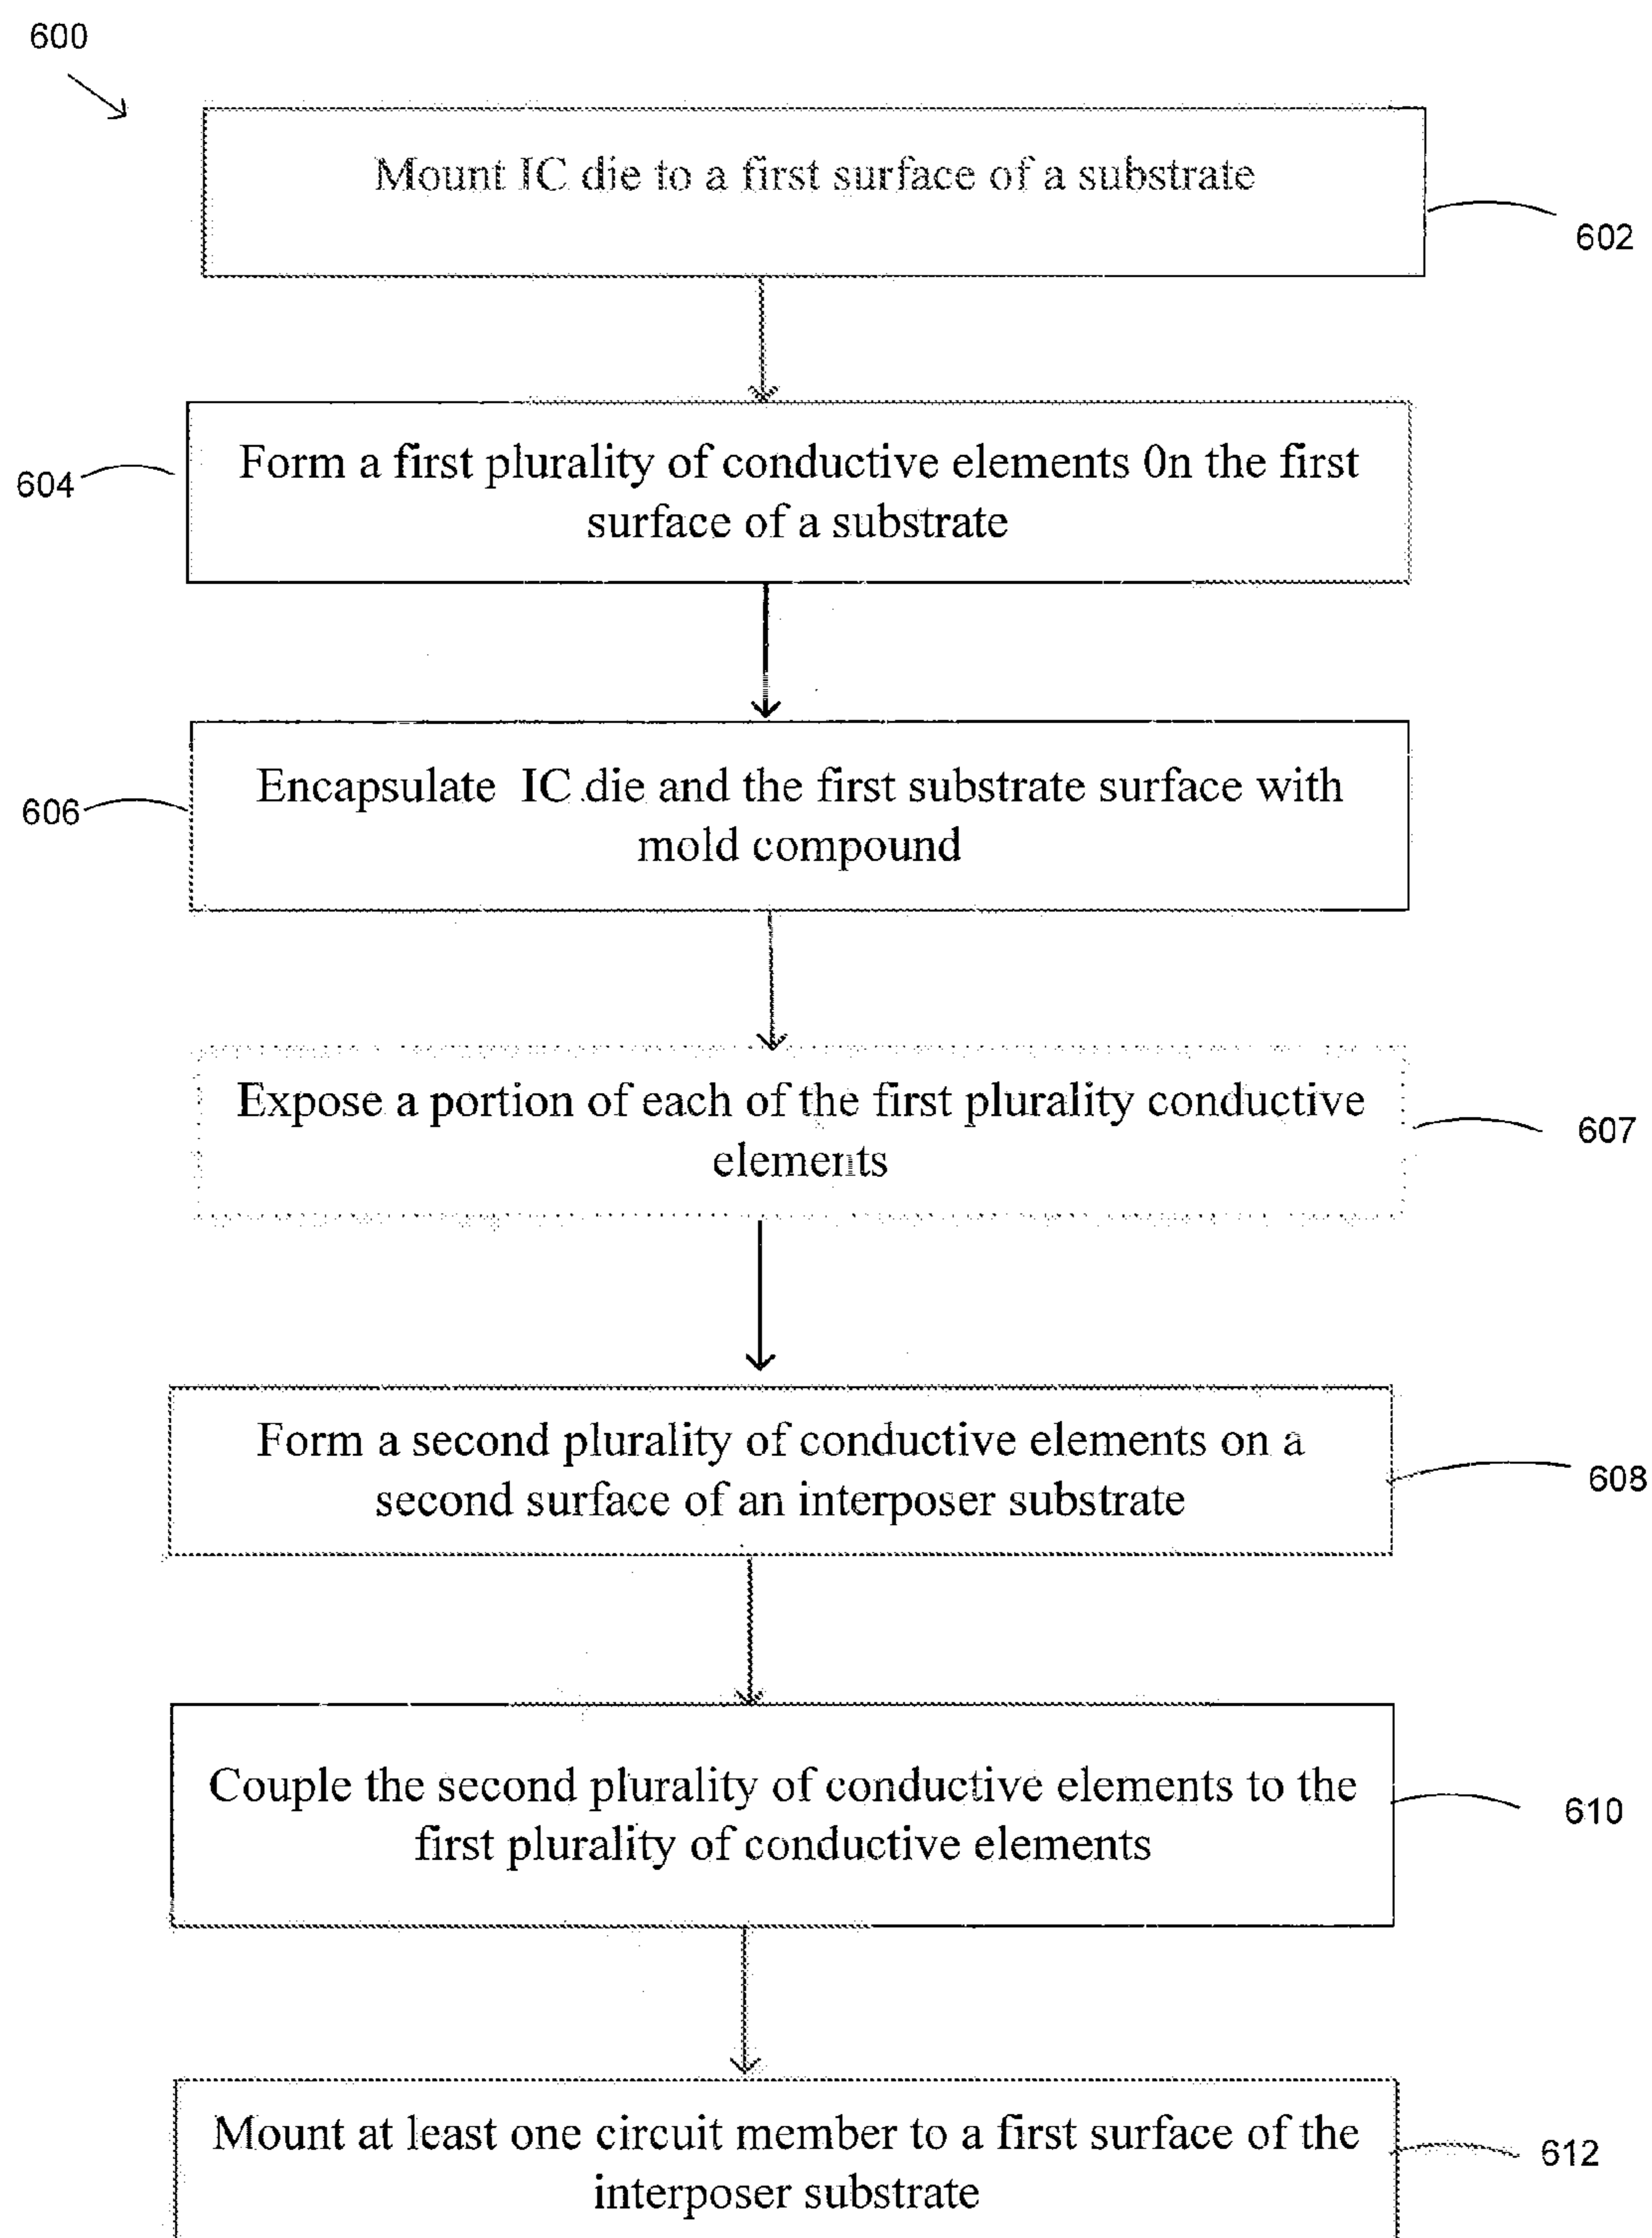 600
Mount IC die to a first surface of a substrate
602
Form a first plurality of conductive elements 0n the first
surface of a substrate
604
Encapsulate IC die and the first substrate surface with
mold compound
606
Expose a portion of each of the first plurality conductive
elements
607
Form a second plurality of conductive elements on a
second surface of an interposer substrate
608
Couple the second plurality of conductive elements to the
first plurality of conductive elements
610
Mount at least one circuit member to a first surface of the
interposer substrate
612